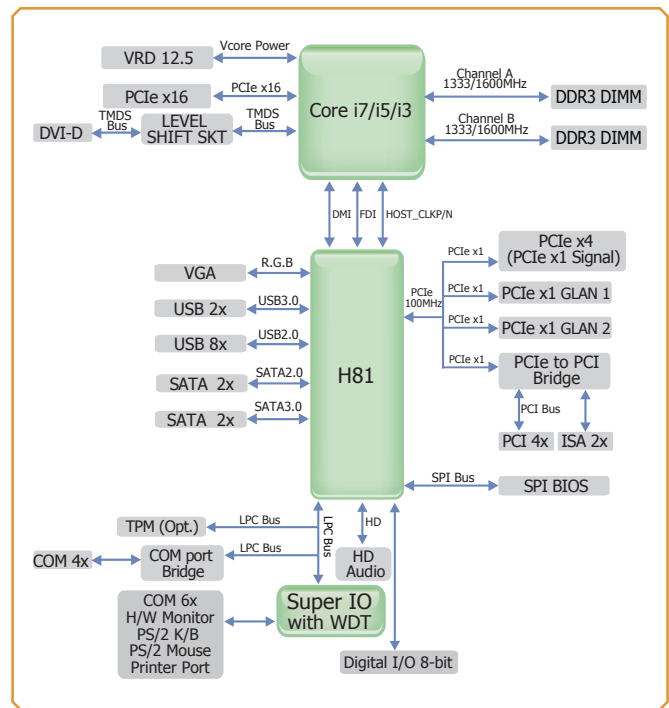 VRD 12.5
Vcore Power
PCIe x16
PCIe x16
DVI-D
TMDS
Bus
LEVEL
SHIFT SKT
TMDS
Bus
Core i7/i5/i3
Channel A
1333/1600MHz
DDR3 DIMM
Channel B
1333/1600MHz
DDR3 DIMM
DMI
FDI
HOST_CLKP/N
VGA
R.G.B
USB 2x
USB3.0
USB 8x
USB2.0
SATA 2x
SATA2.0
SATA 2x
SATA3.0
H81
PCIe
100MHz
PCIe x1
PCIe x4
(PCIe x1 Signal)
PCIe x1
PCIe x1 GLAN 1
PCIe x1
PCIe x1 GLAN 2
PCIe x1
PCIe to PCI
Bridge
PCI Bus
PCI 4x
ISA 2x
SPI Bus
SPI BIOS
TPM (Opt.)
LPC Bus
COM 4x
COM port
Bridge
LPC Bus
LPC Bus
HD
HD
Audio
Super IO
with WDT
COM 6x
H/W Monitor
PS/2 K/B
PS/2 Mouse
Printer Port
Digital I/O 8-bit